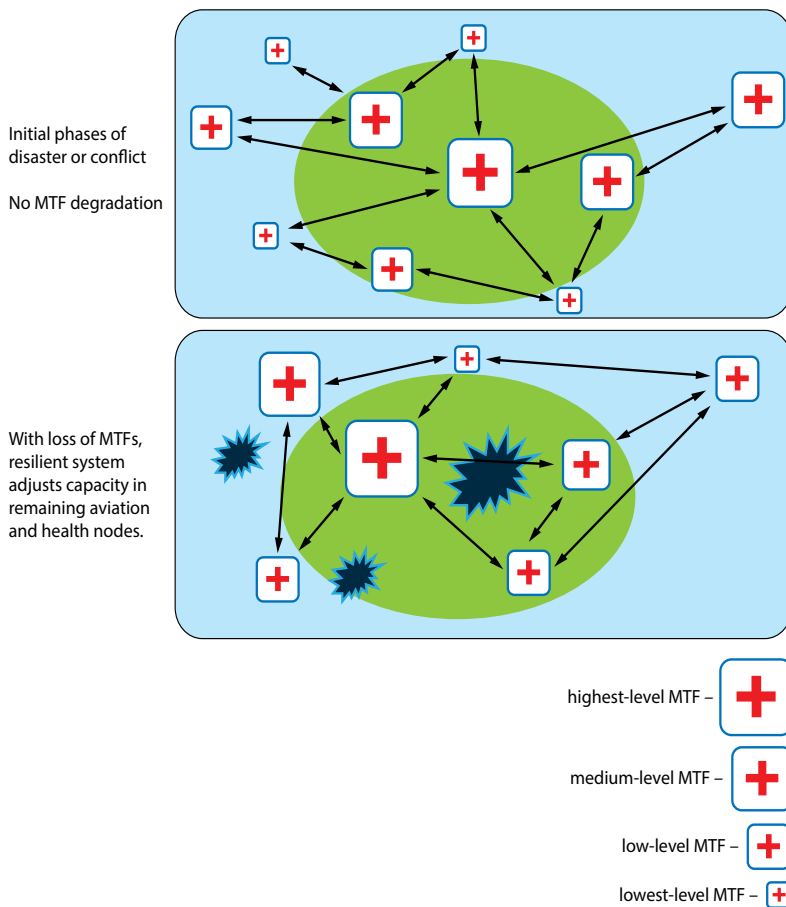 Initial phases of
disaster or conflict
No MTF degradation
With loss of MTFs,
resilient system
adjusts capacity in
remaining aviation
and health nodes.
highest-level MTF –
medium-level MTF –
low-level MTF –
lowest-level MTF –